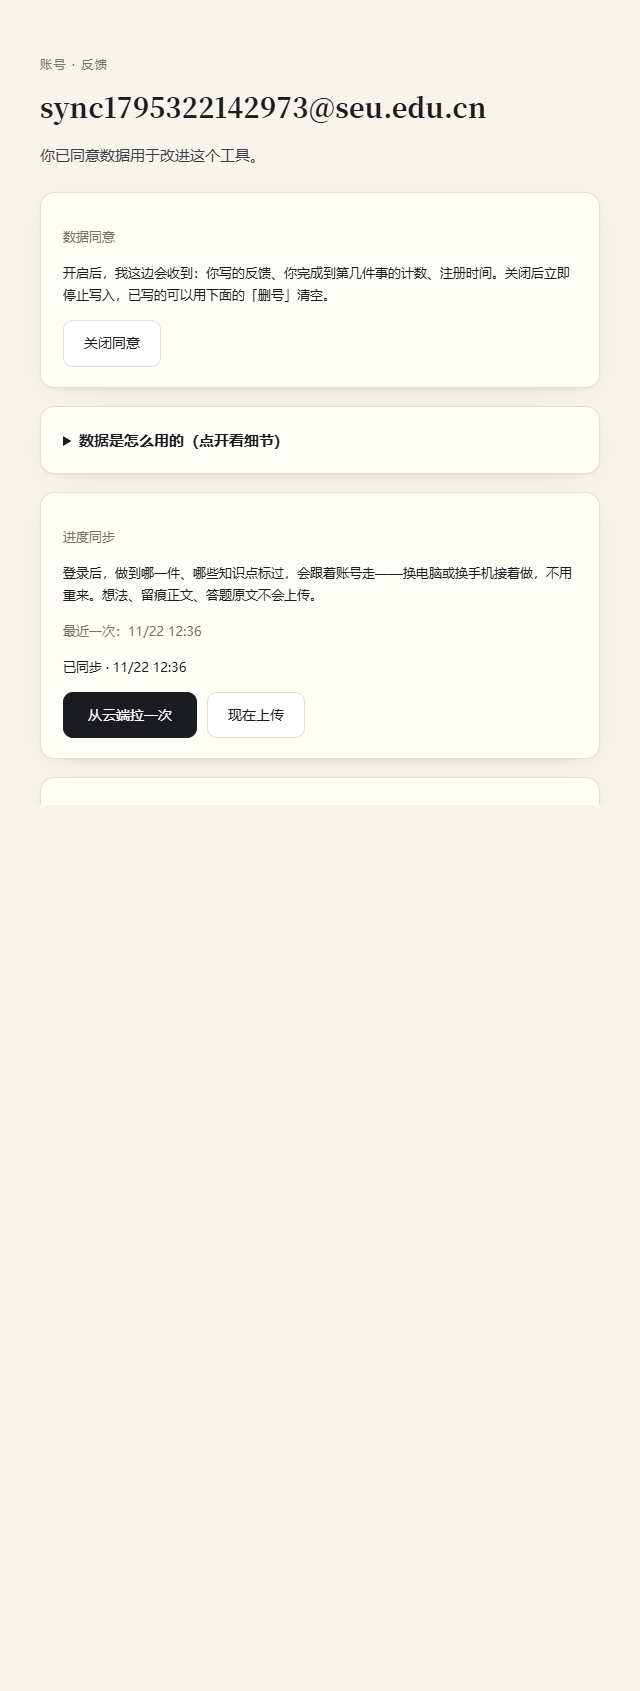 账号 · 反馈
sync1795322142973@seu.edu.cn
你已同意数据用于改进这个工具。
数据同意
开启后，我这边会收到：你写的反馈、你完成到第几件事的计数、注册时间。关闭后立即
停止写入，已写的可以用下面的「删号」清空。
关闭同意
▶ 数据是怎么用的（点开看细节）
进度同步
登录后，做到哪一件、哪些知识点标过，会跟着账号走——换电脑或换手机接着做，不用
重来。想法、留痕正文、答题原文不会上传。
最近一次：11/22 12:36
已同步 · 11/22 12:36
从云端拉一次
现在上传